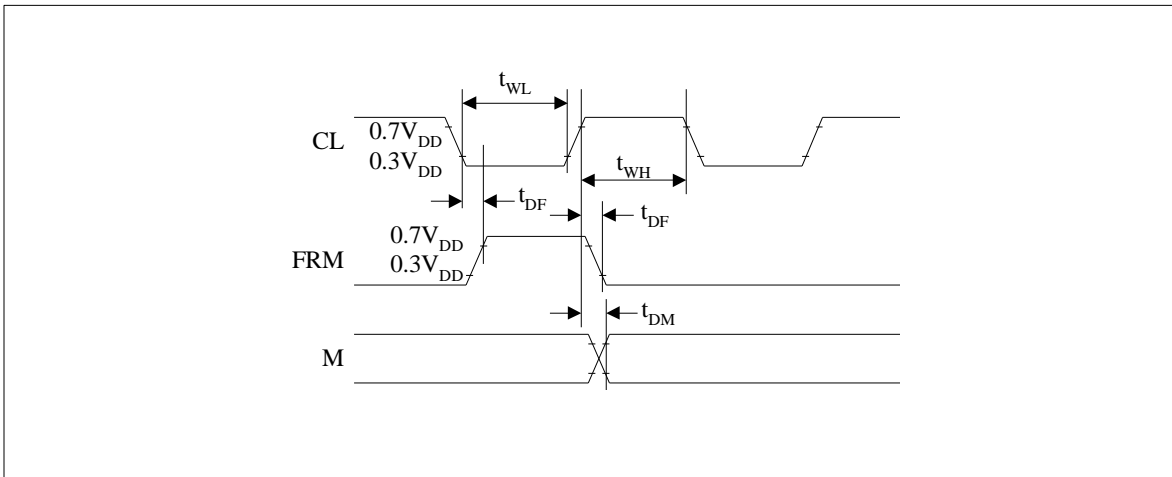 t_WL
CL
0.7V_DD
0.3V_DD
t_WH
t_DF
t_DF
0.7V_DD
FRM
0.3V_DD
t_DM
M